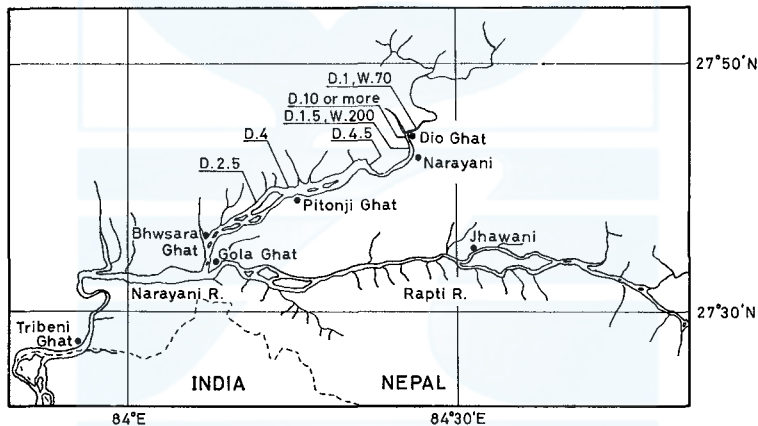 27°50'N
D.1, W.70
D.10 or more
D.1.5, W.200
D.4
D.4.5
Dio Ghat
Narayani
D.2.5
Pitonji Ghat
Bhwsara
Ghat
Jhawani
Gola Ghat
Narayani R.
Rapti R.
27°30'N
Tribeni
Ghat
INDIA
NEPAL
84°E
84°30'E